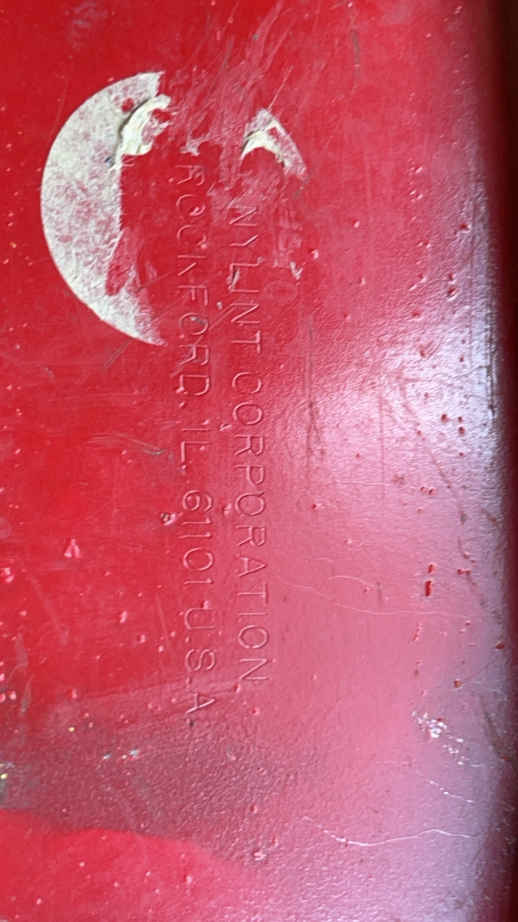 NYLINT CORPORATION
ROCKFORD, IL. 61101 U.S.A